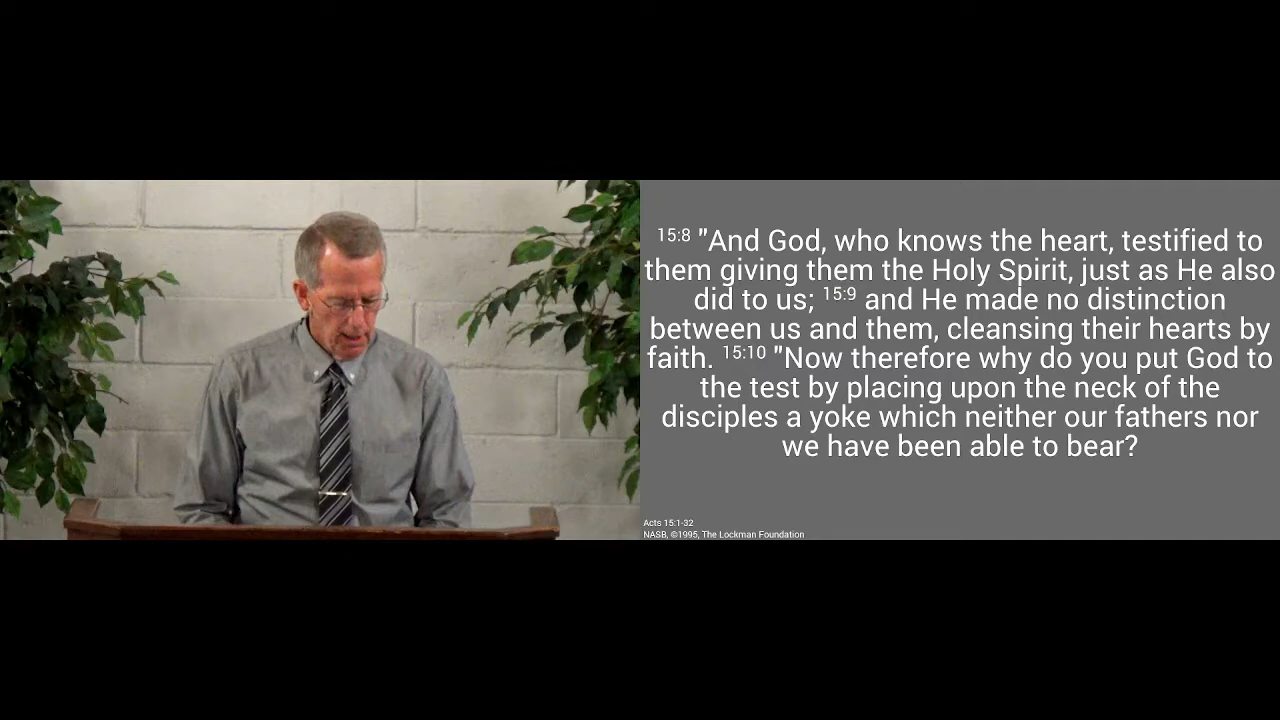 15:8 "And God, who knows the heart, testified to
them giving them the Holy Spirit, just as He also
did to us; 15:9 and He made no distinction
between us and them, cleansing their hearts by
faith. 15:10 "Now therefore why do you put God to
the test by placing upon the neck of the
disciples a yoke which neither our fathers nor
we have been able to bear?
Acts 15:1-32
NASB, ©1995, The Lockman Foundation